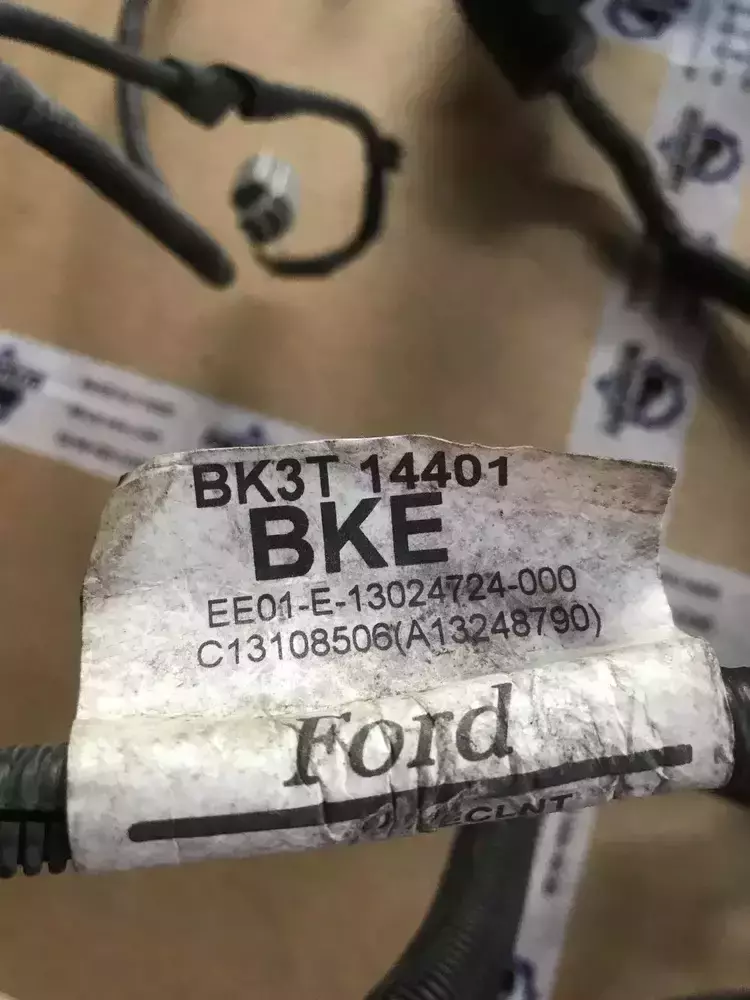 BK3T 14401
BKE
EE01-E-13024724-000
C13108506(A13248790)
Ford